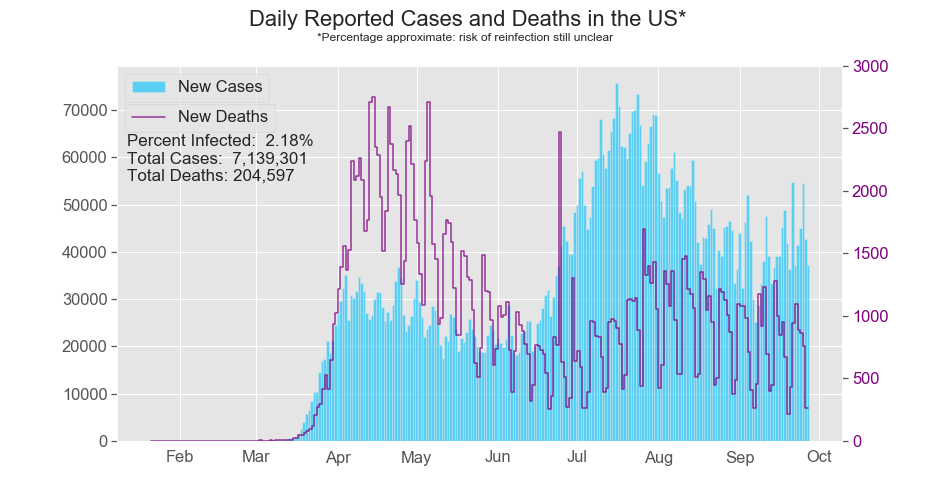 Daily Reported Cases and Deaths in the US*
*Percentage approximate: risk of reinfection still unclear
New Cases
New Deaths
Percent Infected:  2.18%
Total Cases:  7,139,301
Total Deaths: 204,597
70000
60000
50000
40000
30000
20000
10000
0
3000
2500
2000
1500
1000
500
0
Feb Mar Apr May Jun Jul Aug Sep Oct